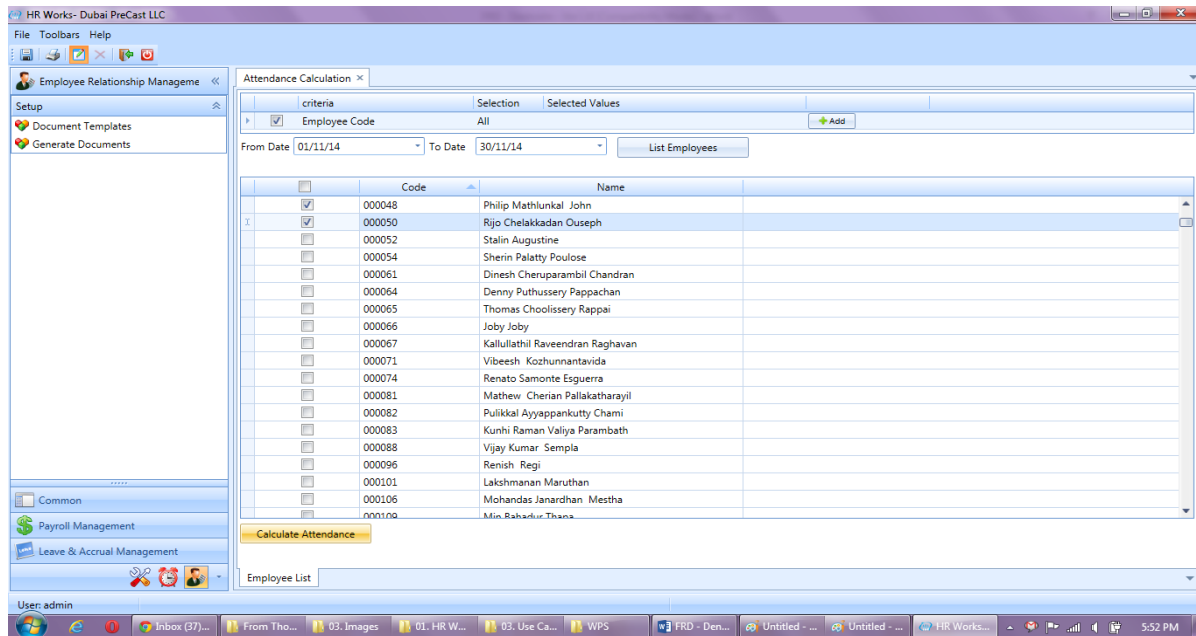 HR Works- Dubai PreCast LLC
File Toolbars Help
Employee Relationship Manageme «
Attendance Calculation ×
Setup
Document Templates
Generate Documents
criteria Selection Selected Values
Employee Code All Add
From Date 01/11/14 To Date 30/11/14 List Employees
Code Name
000048 Philip Mathlunkal John
000050 Rijo Chelakkadan Ouseph
000052 Stalin Augustine
000054 Sherin Palatty Poulose
000061 Dinesh Cheruparambil Chandran
000064 Denny Puthussery Pappachan
000065 Thomas Choolissery Rappai
000066 Joby Joby
000067 Kallullathil Raveendran Raghavan
000071 Vibeesh Kozhunnantavida
000074 Renato Samonte Esguerra
000081 Mathew Cherian Pallakatharayil
000082 Pulikkal Ayyappankutty Chami
000083 Kunhi Raman Valiya Parambath
000088 Vijay Kumar Sempla
000096 Renish Regi
000101 Lakshmanan Maruthan
000106 Mohandas Janardhan Mestha
000109 Min Bahadur Thapa
Common
Payroll Management
Leave & Accrual Management
Calculate Attendance
Employee List
User: admin
Inbox (37)... From Tho... 03. Images 01. HR W... 03. Use Ca... WPS FRD - Den... Untitled - ... Untitled - ... HR Works... 5:52 PM